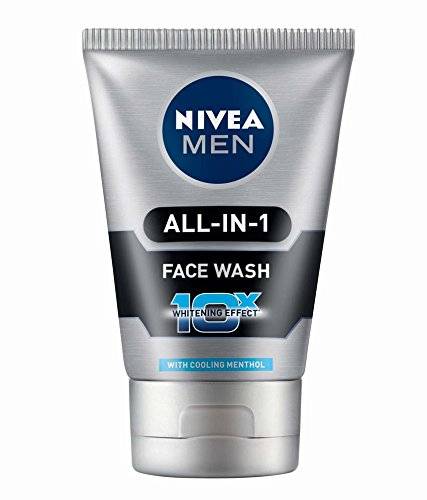 NIVEA
MEN
ALL-IN-1
FACE WASH
10X
WHITENING EFFECT*
WITH COOLING MENTHOL